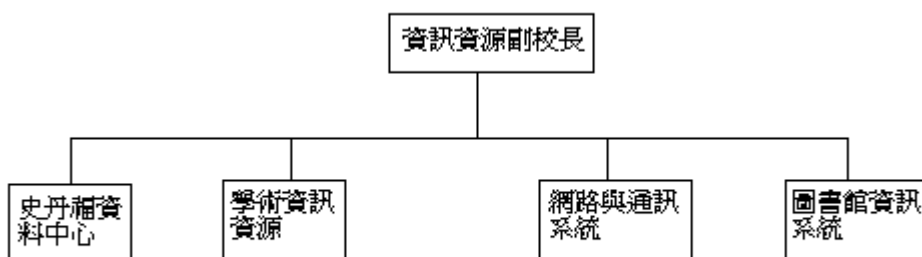 資訊資源副校長
史丹福資
料中心
學術資訊
資源
網路與通訊
系統
圖書館資訊
系統